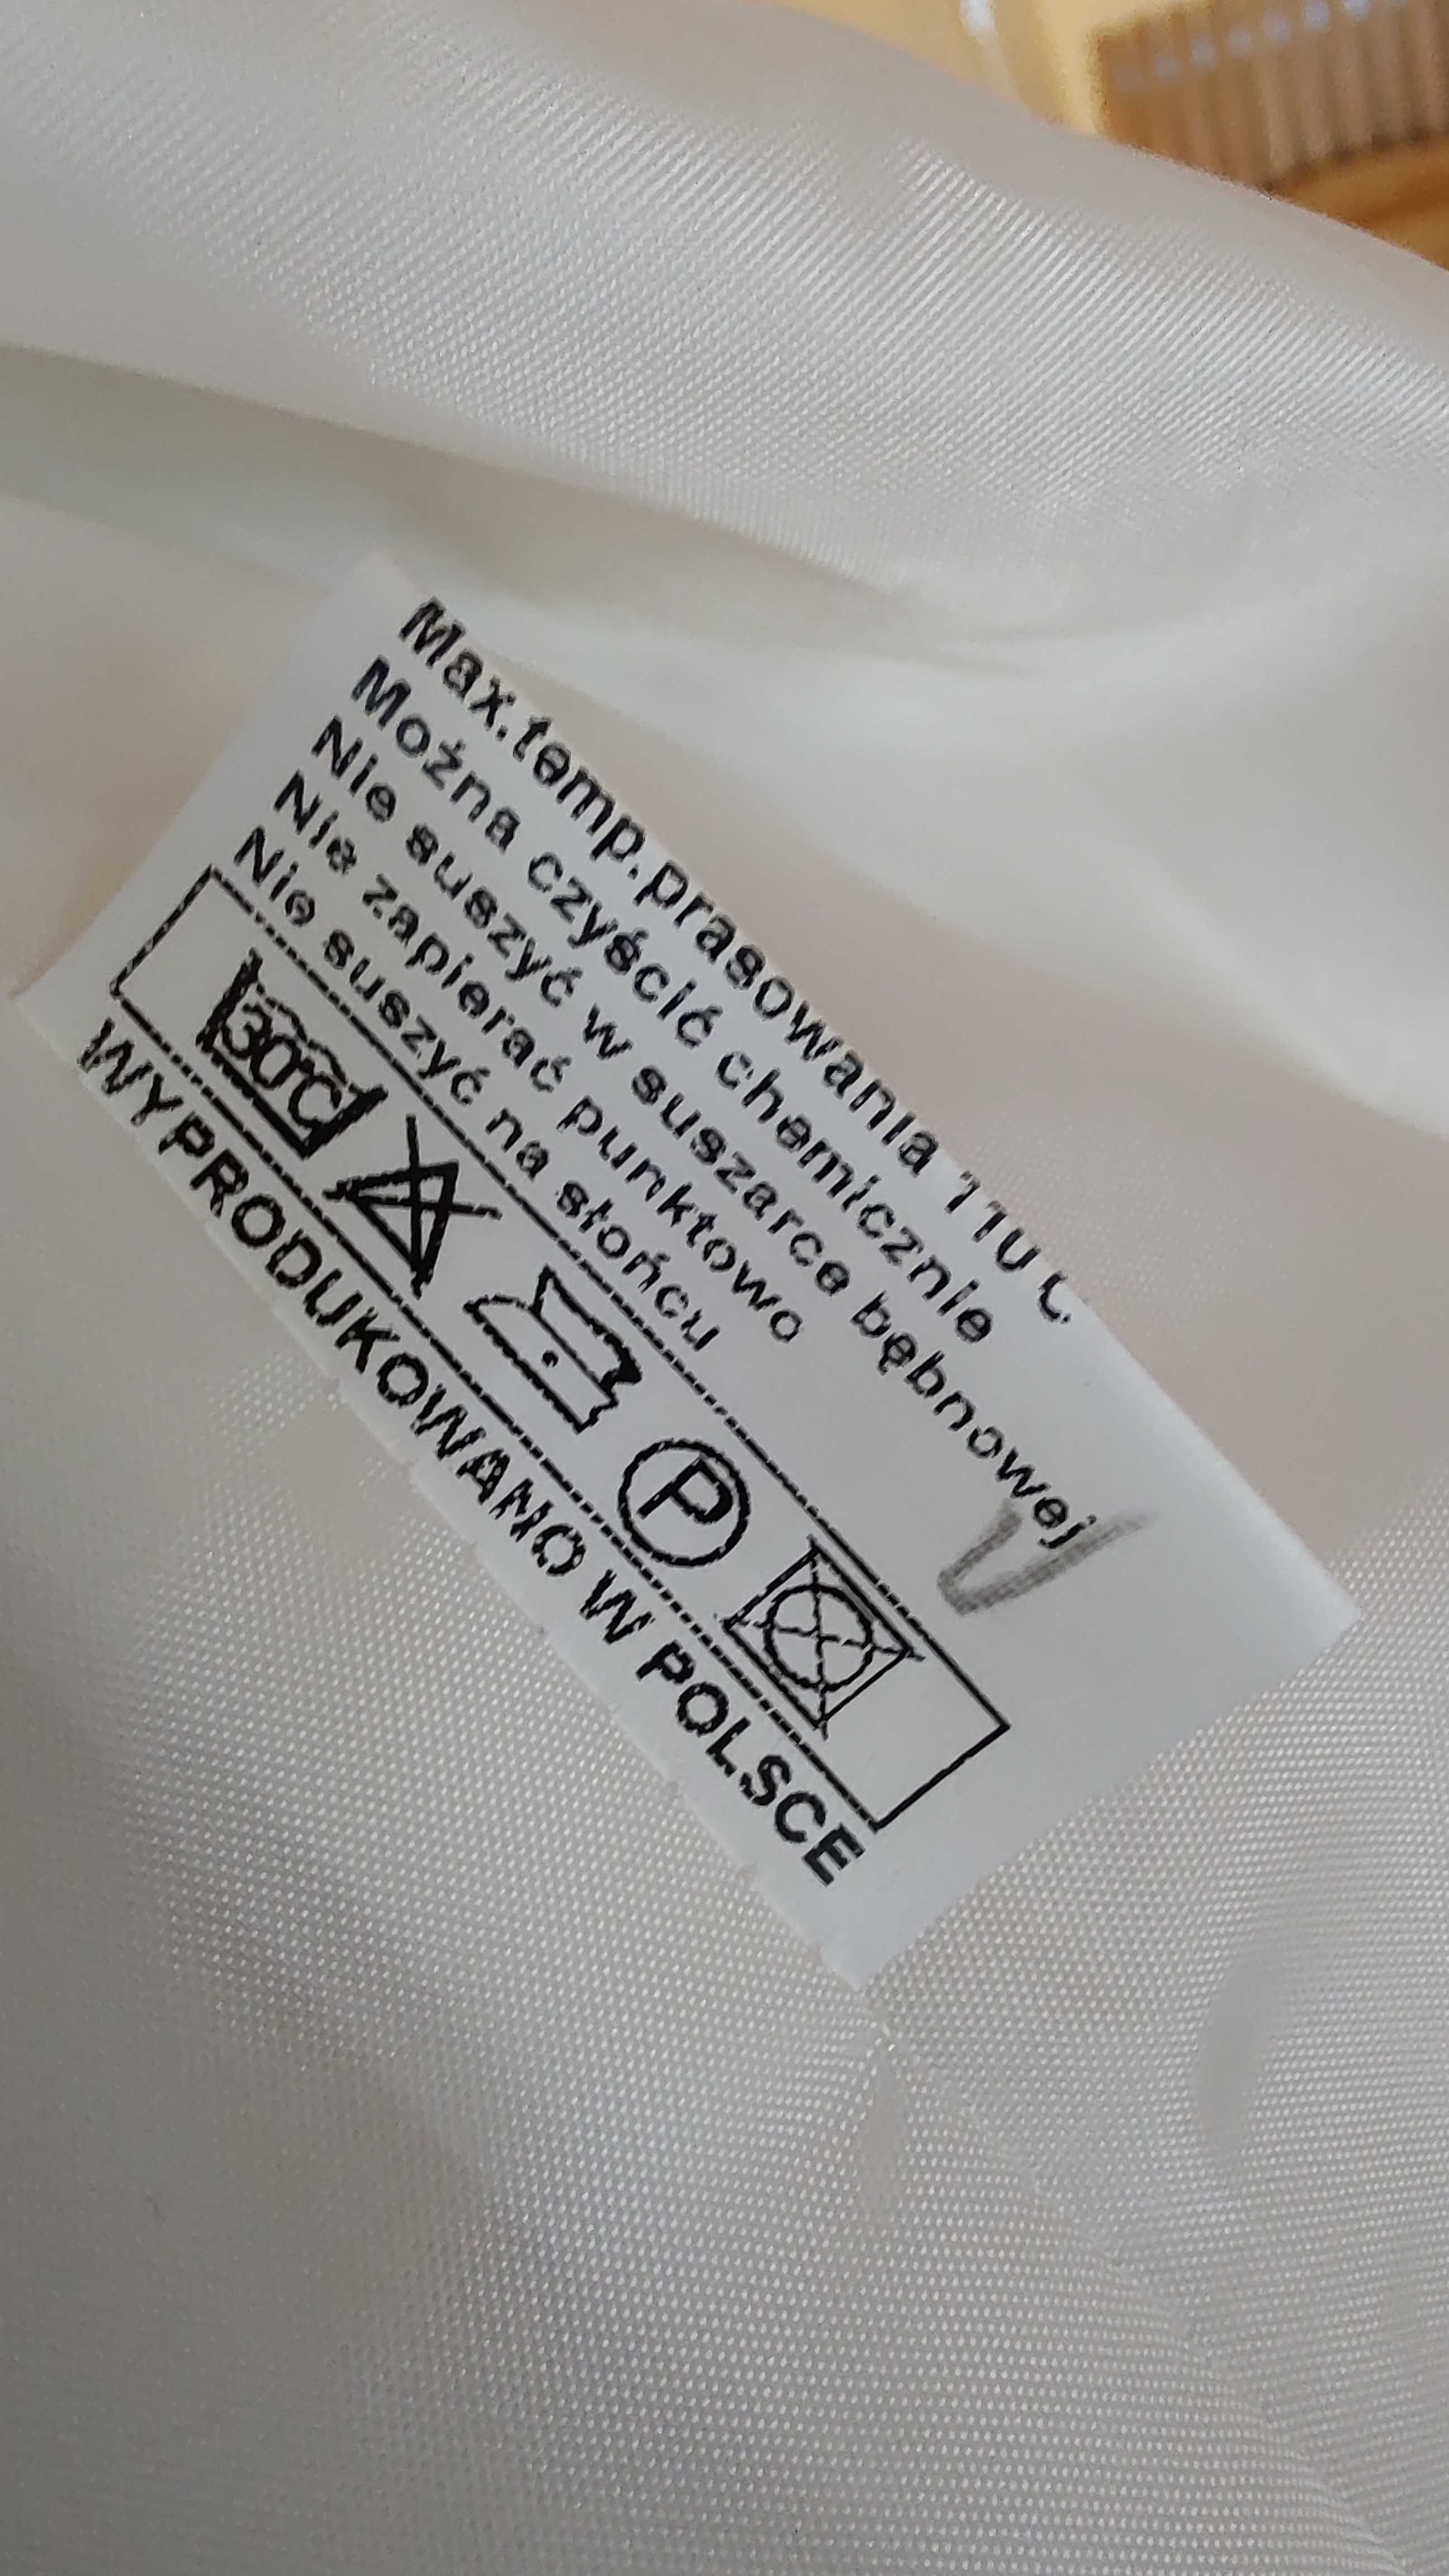 Max.temp.prasowania 110 C
Można czyścić chemicznie
Nie suszyć w suszarce bębnowej
Nie zapierać punktowo
Nie suszyć na słońcu
30°C P
WYPRODUKOWANO W POLSCE